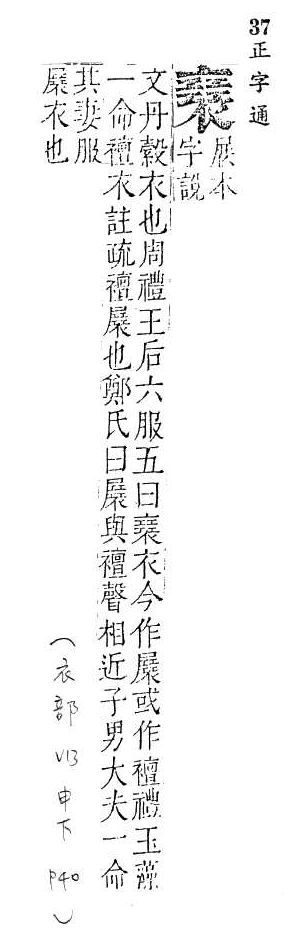 37 正字通
襄 展本字說
文丹縠衣也周禮王后六服五曰襄衣今作展或作襢禮玉藻
一命襢衣註疏襢展也鄭氏曰展與襢聲相近子男大夫一命
其妻服
展衣也
（衣部 V13 申下 P40）